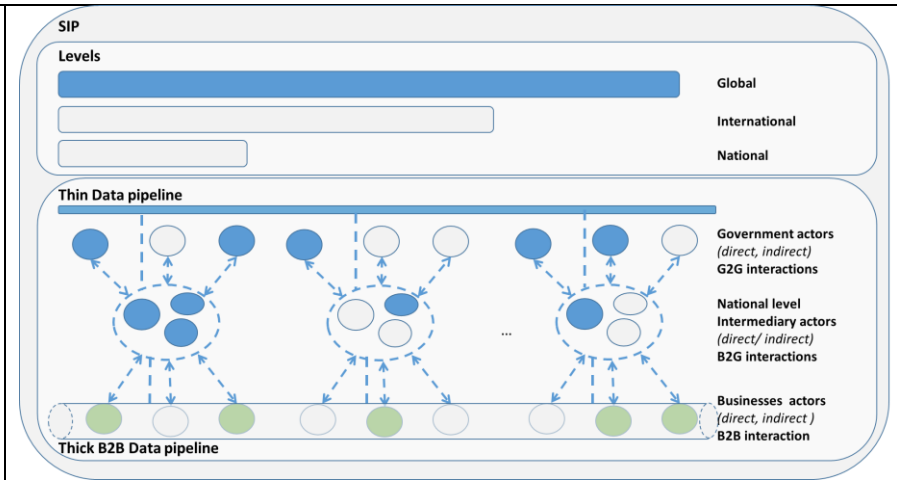 SIP
Levels
Global
International
National
Thin Data pipeline
Government actors
(direct, indirect)
G2G interactions
National level
Intermediary actors
(direct/ indirect)
B2G interactions
...
Businesses  actors
(direct, indirect )
B2B interaction
Thick B2B Data pipeline